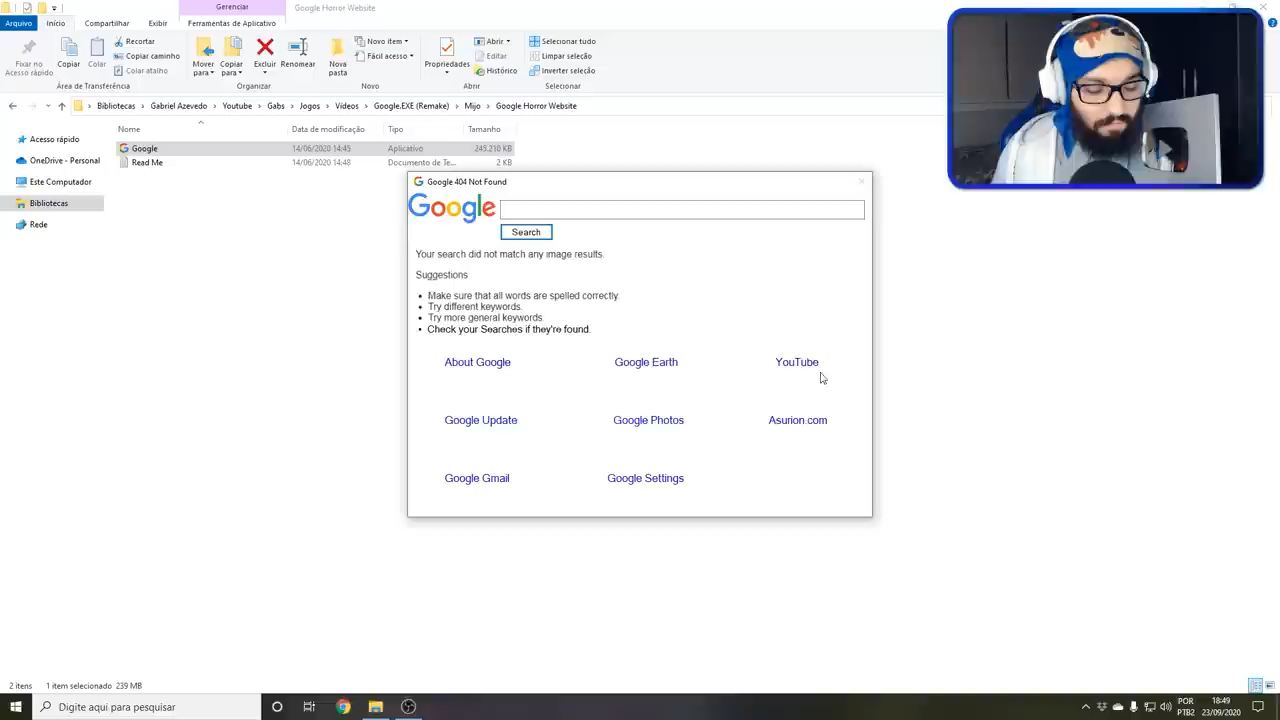 Gerenciar
Google Horror Website
Arquivo
Início
Compartilhar
Exibir
Ferramentas de Aplicativo
Fixar no
Acesso rápido
Copiar
Colar
Recortar
Copiar caminho
Colar atalho
Área de Transferência
Mover
para
Copiar
para
Excluir
Renomear
Organizar
Nova
pasta
Novo item
Fácil acesso
Novo
Propriedades
Abrir
Editar
Histórico
Abrir
Selecionar tudo
Limpar seleção
Inverter seleção
Selecionar
Bibliotecas > Gabriel Azevedo > Youtube > Gabs > Jogos > Vídeos > Google.EXE (Remake) > Mijo > Google Horror Website
Nome
Data de modificação
Tipo
Tamanho
Acesso rápido
OneDrive - Personal
Este Computador
Bibliotecas
Rede
Google
14/06/2020 14:45
Aplicativo
245.210 KB
Read Me
14/06/2020 14:48
Documento de Te...
2 KB
Google 404 Not Found
Google
Search
Your search did not match any image results.
Suggestions
• Make sure that all words are spelled correctly.
• Try different keywords.
• Try more general keywords.
• Check your Searches if they're found.
About Google
Google Earth
YouTube
Google Update
Google Photos
Asurion.com
Google Gmail
Google Settings
2 itens
1 item selecionado 239 MB
Digite aqui para pesquisar
POR
PTB2
18:49
23/09/2020